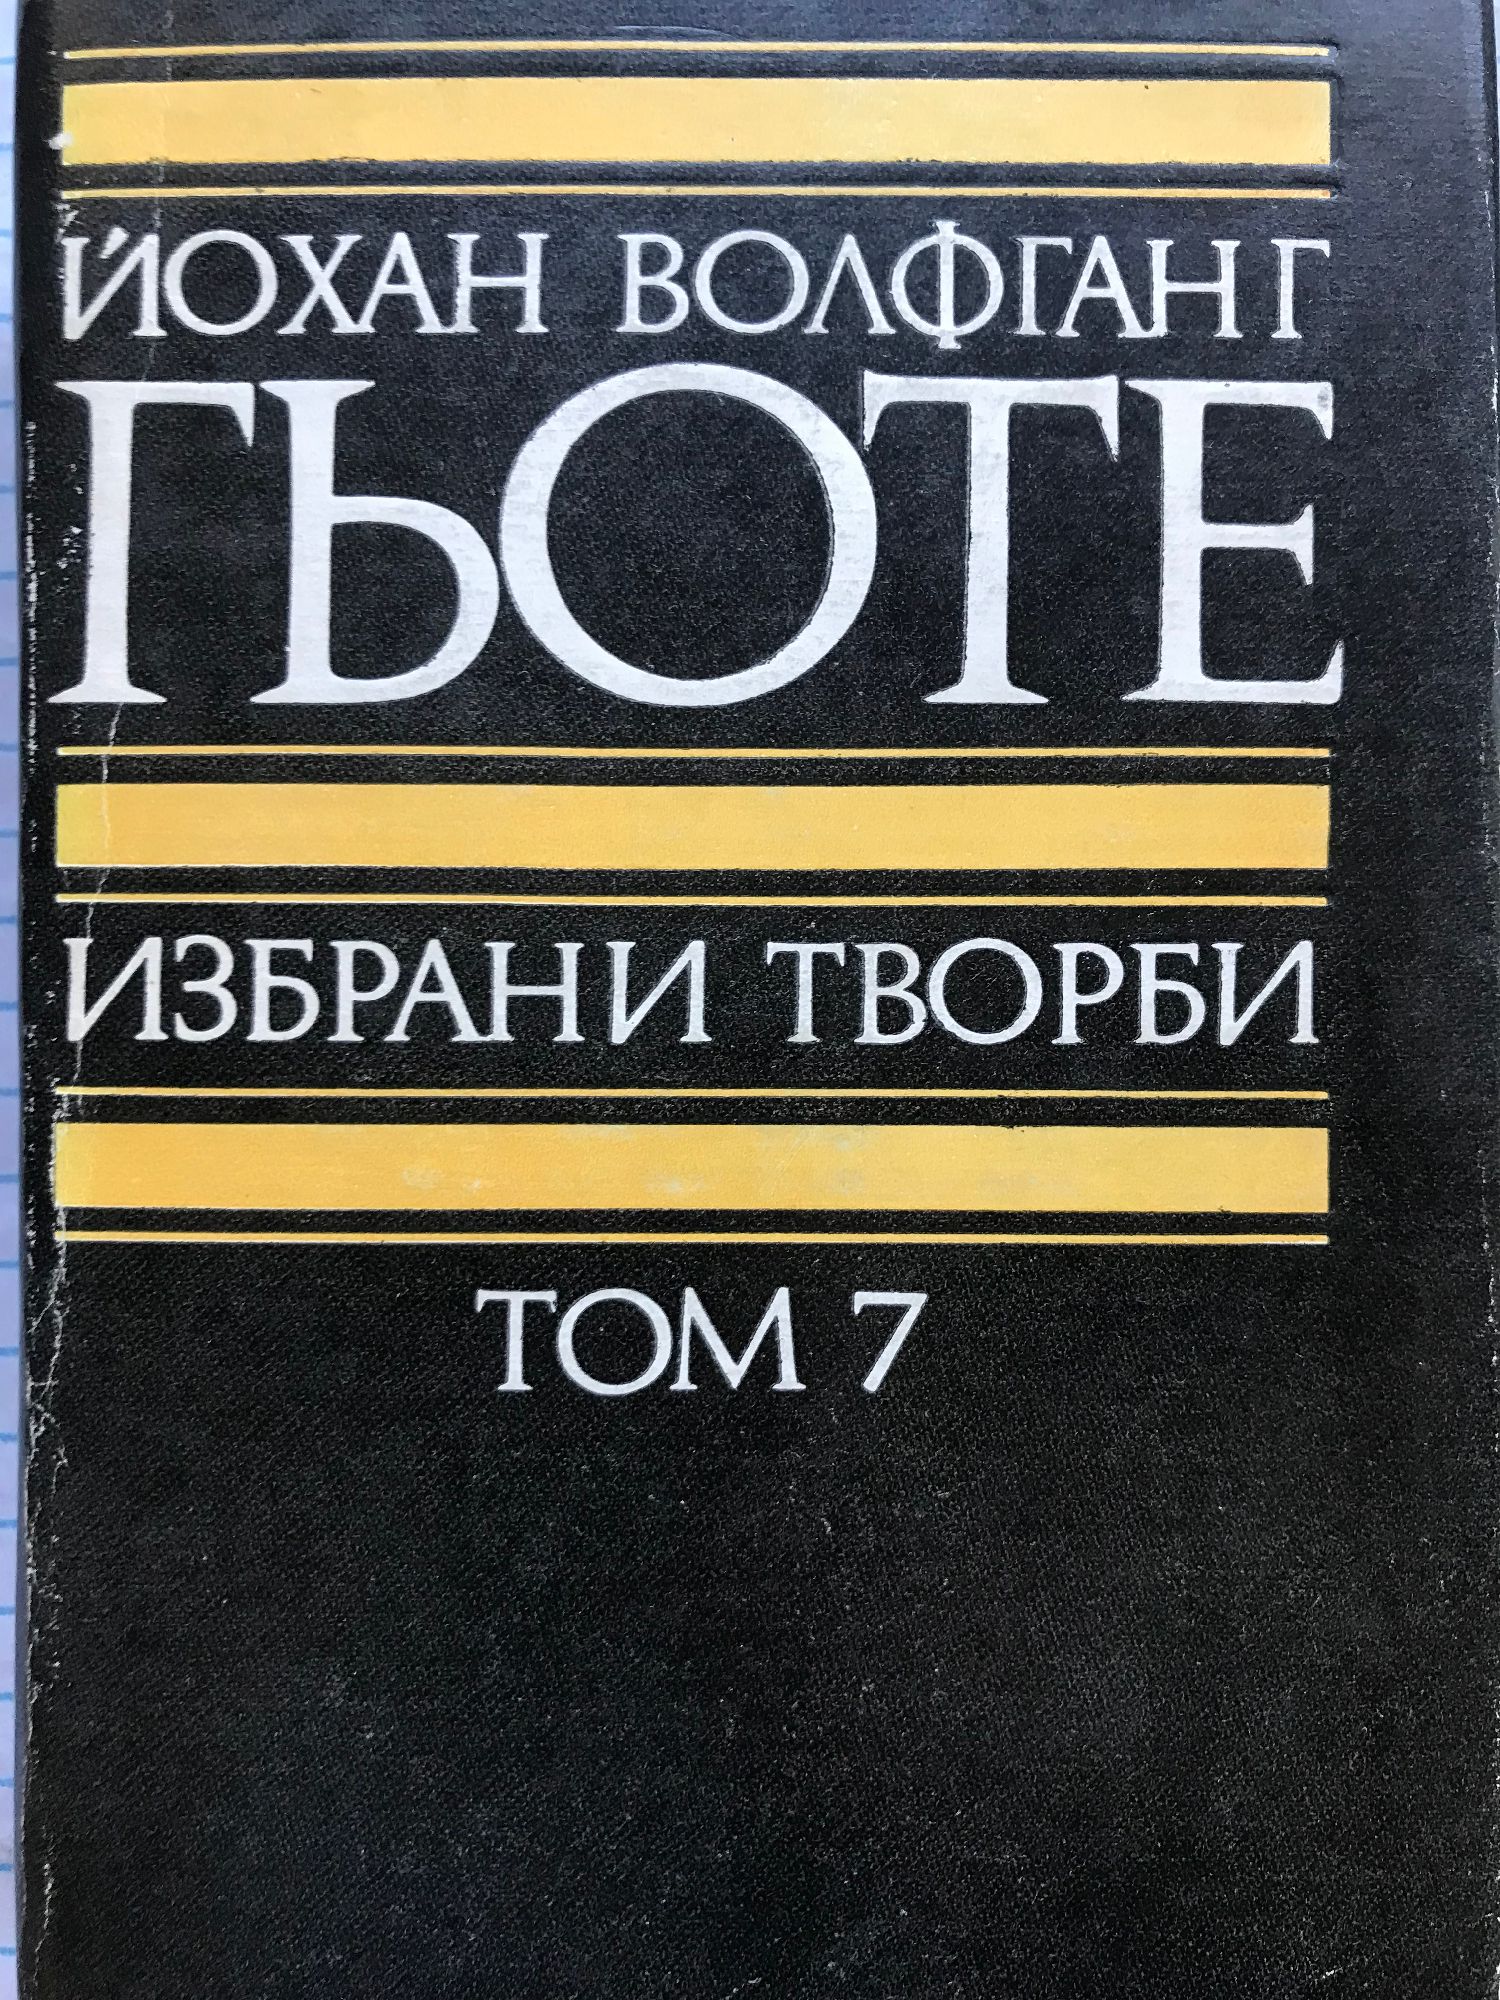 ЙОХАН ВОЛФГАНГ
ГЬОТЕ
ИЗБРАНИ ТВОРБИ
ТОМ 7